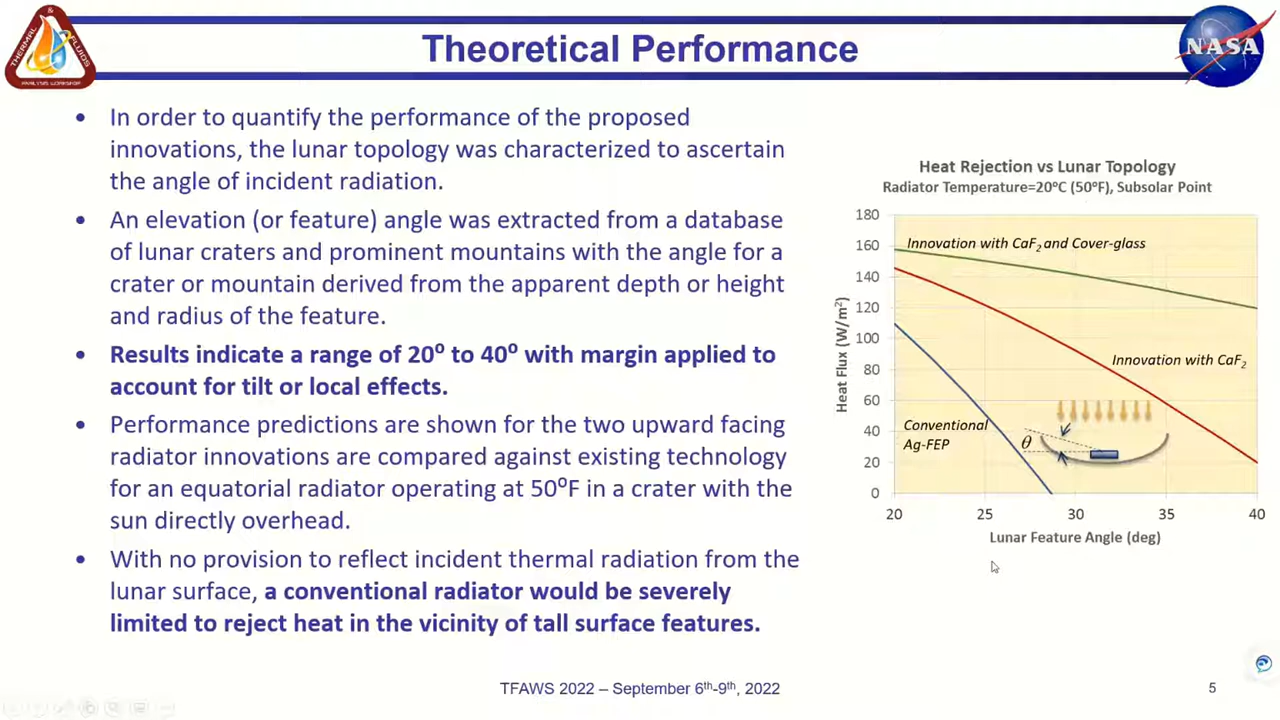 THERMAL & FLUIDS
ANALYSIS WORKSHOP
Theoretical Performance
NASA
• In order to quantify the performance of the proposed
innovations, the lunar topology was characterized to ascertain
the angle of incident radiation.
• An elevation (or feature) angle was extracted from a database
of lunar craters and prominent mountains with the angle for a
crater or mountain derived from the apparent depth or height
and radius of the feature.
• Results indicate a range of 20⁰ to 40⁰ with margin applied to
account for tilt or local effects.
• Performance predictions are shown for the two upward facing
radiator innovations are compared against existing technology
for an equatorial radiator operating at 50⁰F in a crater with the
sun directly overhead.
• With no provision to reflect incident thermal radiation from the
lunar surface, a conventional radiator would be severely
limited to reject heat in the vicinity of tall surface features.
Heat Rejection vs Lunar Topology
Radiator Temperature=20°C (50°F), Subsolar Point
Heat Flux (W/m²)
180
160
140
120
100
80
60
40
20
0
Innovation with CaF₂ and Cover-glass
Innovation with CaF₂
Conventional
Ag-FEP
θ
20 25 30 35 40
Lunar Feature Angle (deg)
TFAWS 2022 – September 6th-9th, 2022
5